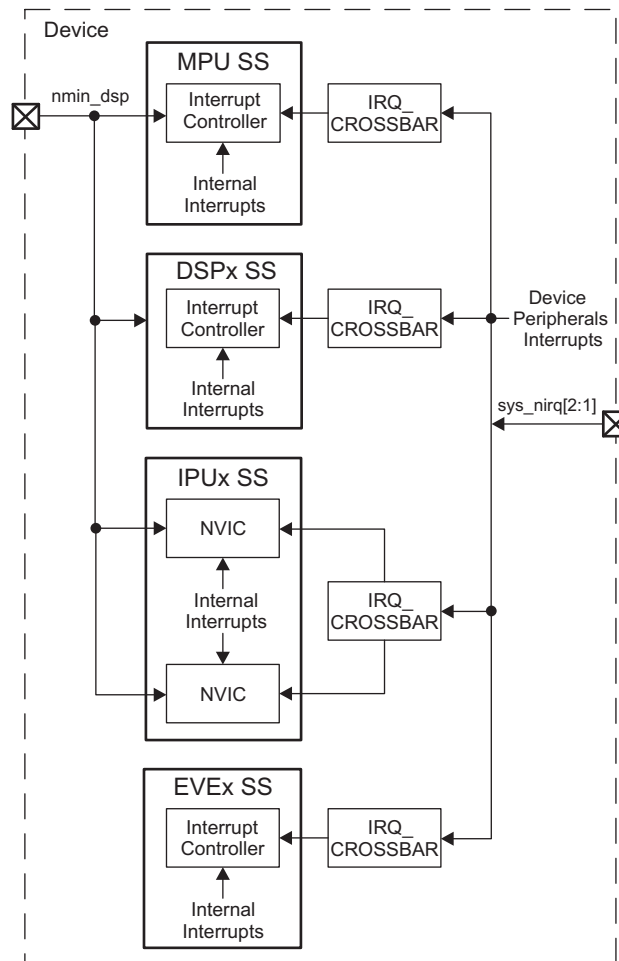 Device
MPU SS
nmin_dsp
Interrupt
Controller
IRQ_
CROSSBAR
Internal
Interrupts
DSPx SS
Interrupt
Controller
IRQ_
CROSSBAR
Device
Peripherals
Interrupts
Internal
Interrupts
sys_nirq[2:1]
IPUx SS
NVIC
Internal
Interrupts
IRQ_
CROSSBAR
NVIC
EVEx SS
Interrupt
Controller
IRQ_
CROSSBAR
Internal
Interrupts